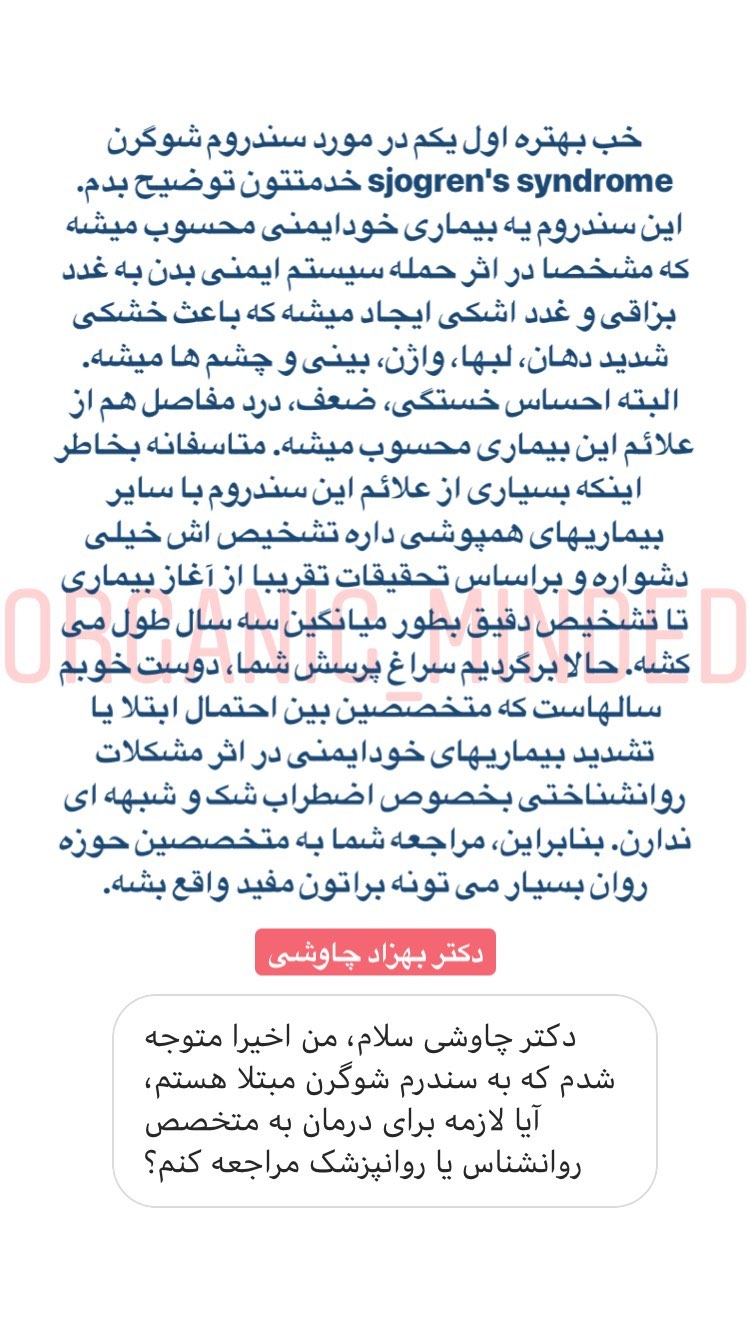 خب بهتره اول یکم در مورد سندروم شوگرن
sjogren's syndrome خدمتتون توضیح بدم.
این سندروم یه بیماری خودایمنی محسوب میشه
که مشخصا در اثر حمله سیستم ایمنی بدن به غدد
بزاقی و غدد اشکی ایجاد میشه که باعث خشکی
شدید دهان، لبها، واژن، بینی و چشم ها میشه.
البته احساس خستگی، ضعف، درد مفاصل هم از
علائم این بیماری محسوب میشه. متاسفانه بخاطر
اینکه بسیاری از علائم این سندروم با سایر
بیماریهای همپوشی داره تشخیص اش خیلی
دشواره و براساس تحقیقات تقریبا از آغاز بیماری
تا تشخیص دقیق بطور میانگین سه سال طول می
کشه. حالا برگردیم سراغ پرسش شما، دوست خوبم
سالهاست که متخصصین بین احتمال ابتلا یا
تشدید بیماریهای خودایمنی در اثر مشکلات
روانشناختی بخصوص اضطراب شک و شبهه ای
ندارن. بنابراین، مراجعه شما به متخصصین حوزه
روان بسیار می تونه براتون مفید واقع بشه.
ORGANIC_MINDED
دکتر بهزاد چاوشی
دکتر چاوشی سلام، من اخیرا متوجه
شدم که به سندرم شوگرن مبتلا هستم،
آیا لازمه برای درمان به متخصص
روانشناس یا روانپزشک مراجعه کنم؟